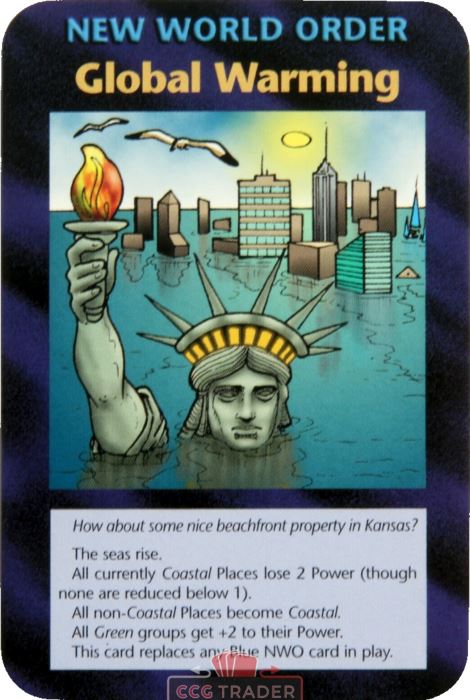 NEW WORLD ORDER
Global Warming
How about some nice beachfront property in Kansas?
The seas rise.
All currently Coastal Places lose 2 Power (though
none are reduced below 1).
All non-Coastal Places become Coastal.
All Green groups get +2 to their Power.
This card replaces any Blue NWO card in play.
CCG TRADER